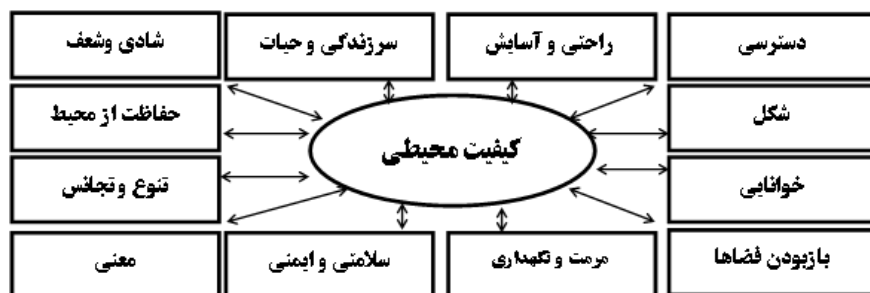 دسترسی
راحتی و آسایش
سرزندگی و حیات
شادی وشعف
شکل
حفاظت از محیط
کیفیت محیطی
خوانایی
تنوع و تجانس
بازبودن فضاها
مرمت و نگهداری
سلامتی و ایمنی
معنی